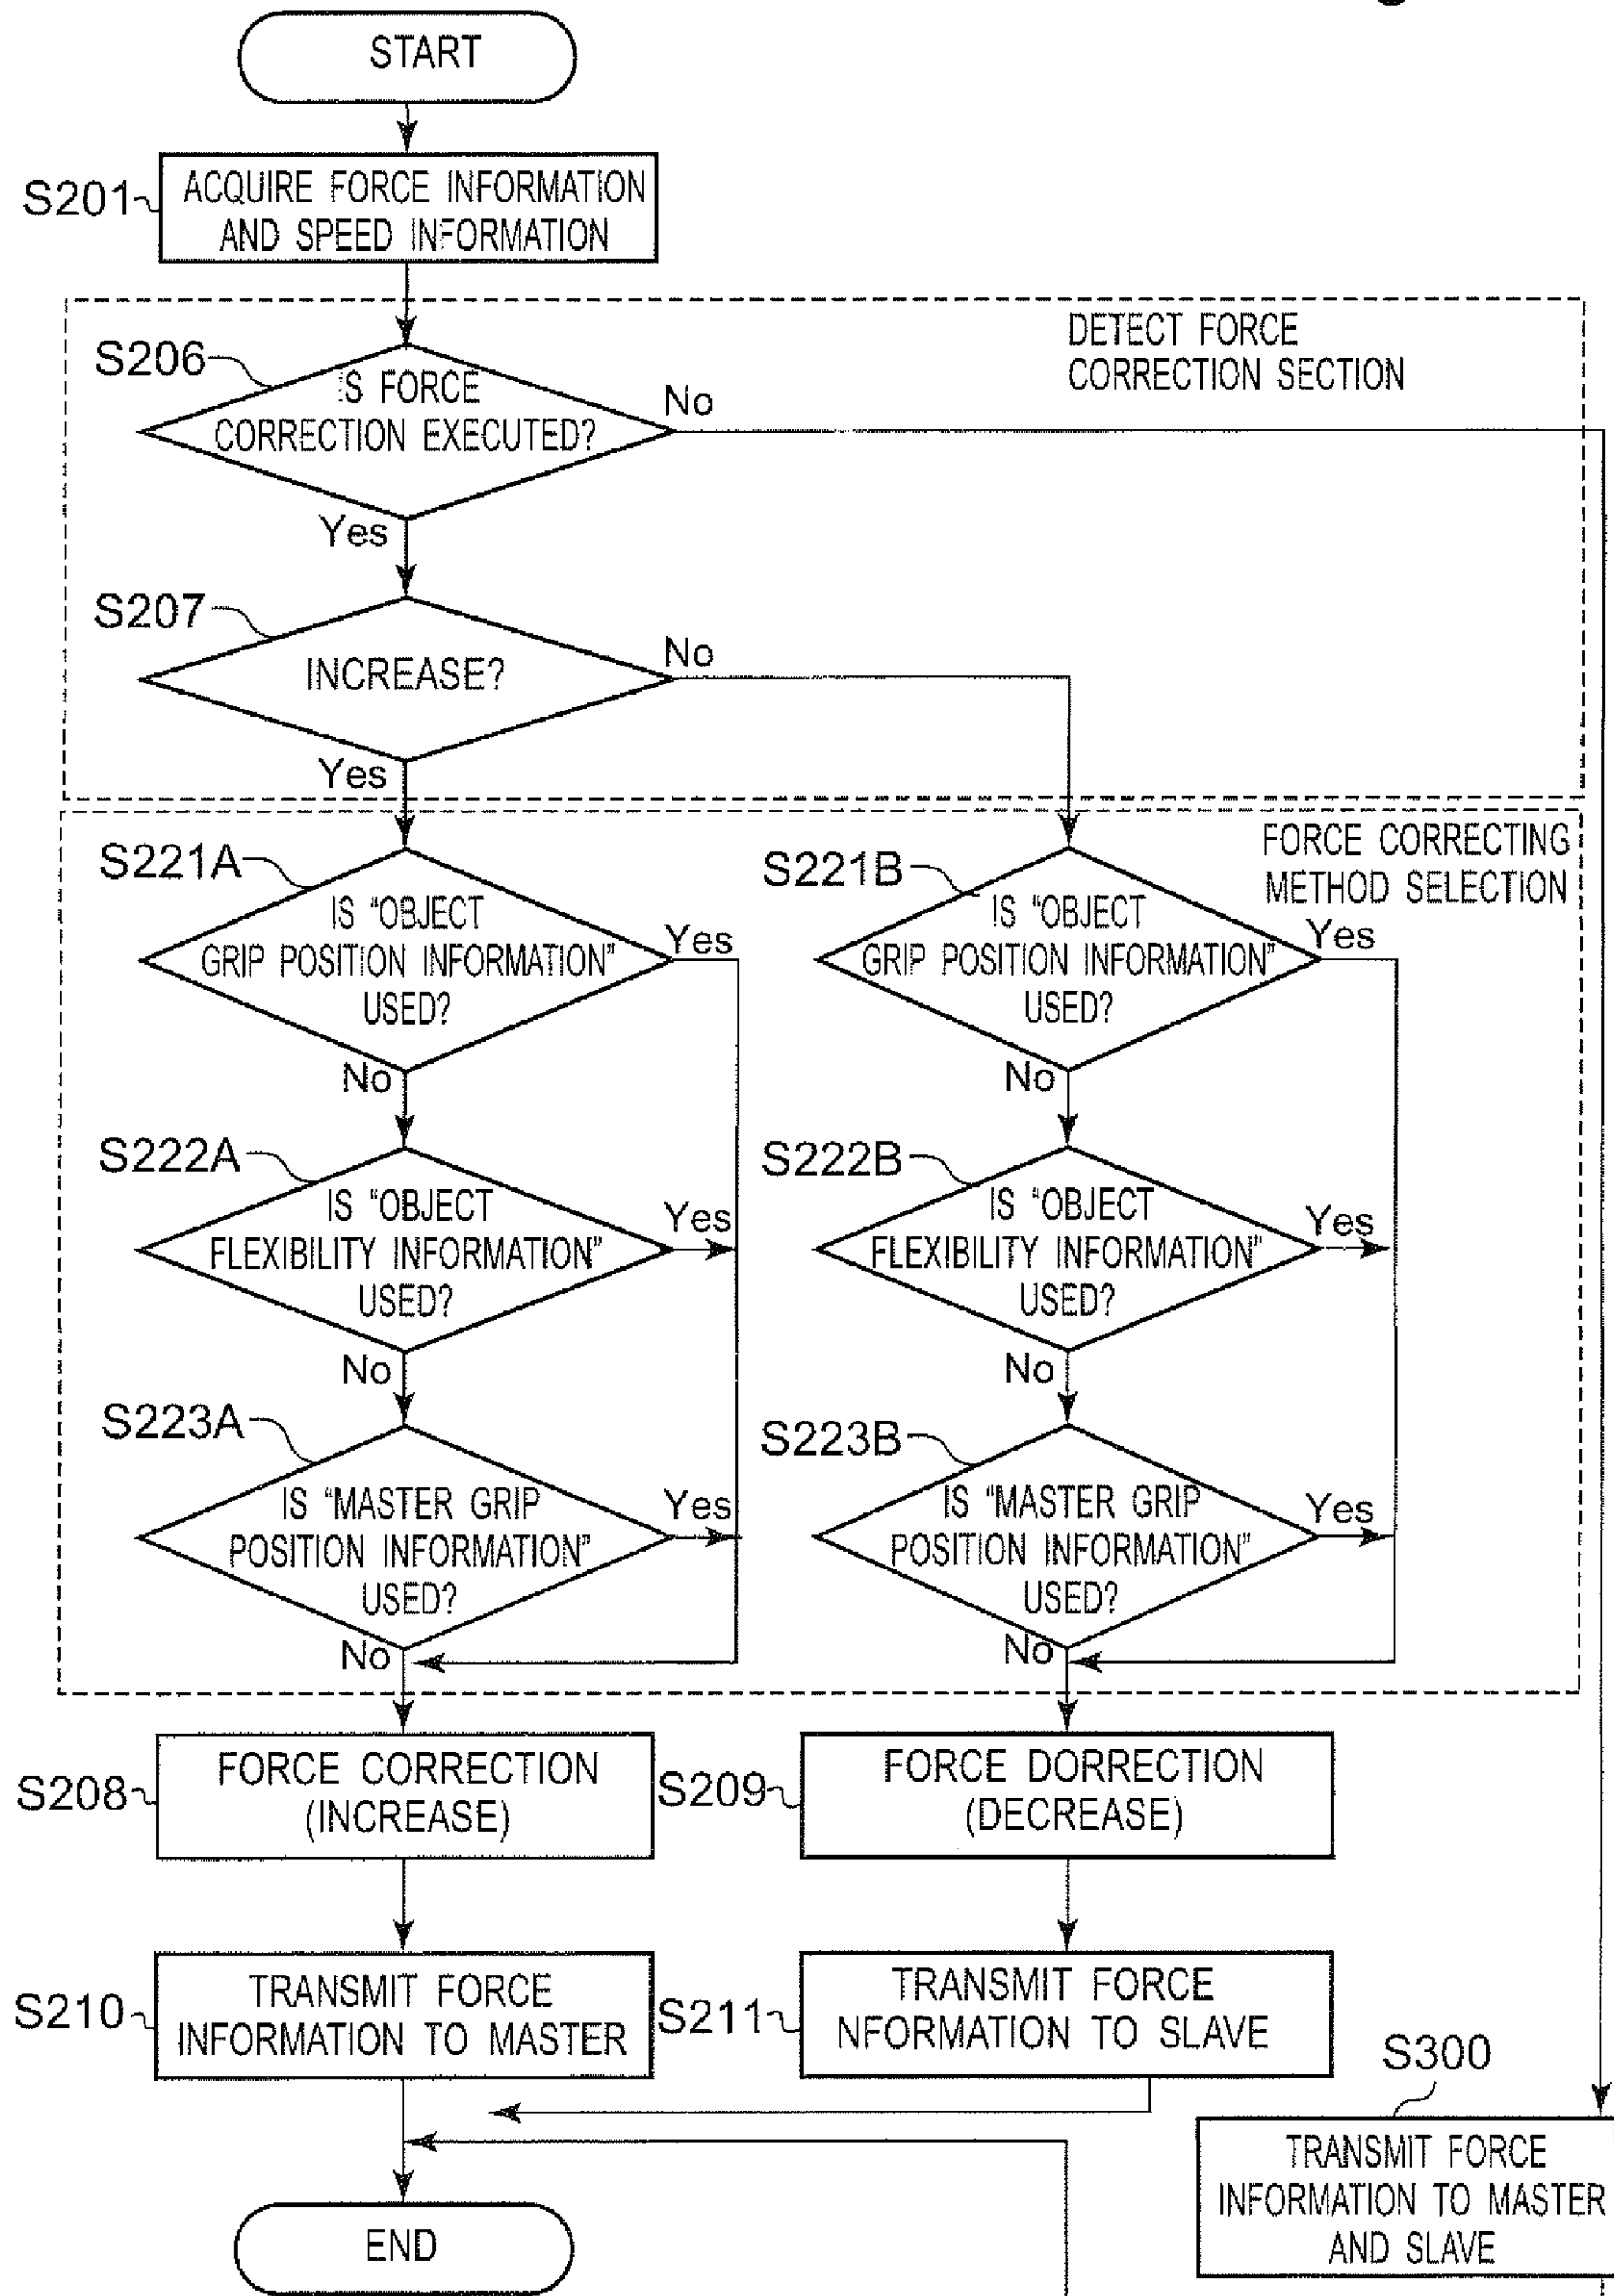 START
S201
ACQUIRE FORCE INFORMATION
AND SPEED INFORMATION
DETECT FORCE
CORRECTION SECTION
S206
IS FORCE
CORRECTION EXECUTED?
No
Yes
S207
INCREASE?
No
Yes
FORCE CORRECTING
METHOD SELECTION
S221A
IS "OBJECT
GRIP POSITION INFORMATION"
USED?
Yes
No
S221B
IS "OBJECT
GRIP POSITION INFORMATION"
USED?
Yes
No
S222A
IS "OBJECT
FLEXIBILITY INFORMATION"
USED?
Yes
No
S222B
IS "OBJECT
FLEXIBILITY INFORMATION"
USED?
Yes
No
S223A
IS "MASTER GRIP
POSITION INFORMATION"
USED?
Yes
No
S223B
IS "MASTER GRIP
POSITION INFORMATION"
USED?
Yes
No
S208
FORCE CORRECTION
(INCREASE)
S209
FORCE DORRECTION
(DECREASE)
S210
TRANSMIT FORCE
INFORMATION TO MASTER
S211
TRANSMIT FORCE
NFORMATION TO SLAVE
S300
TRANSMIT FORCE
INFORMATION TO MASTER
AND SLAVE
END